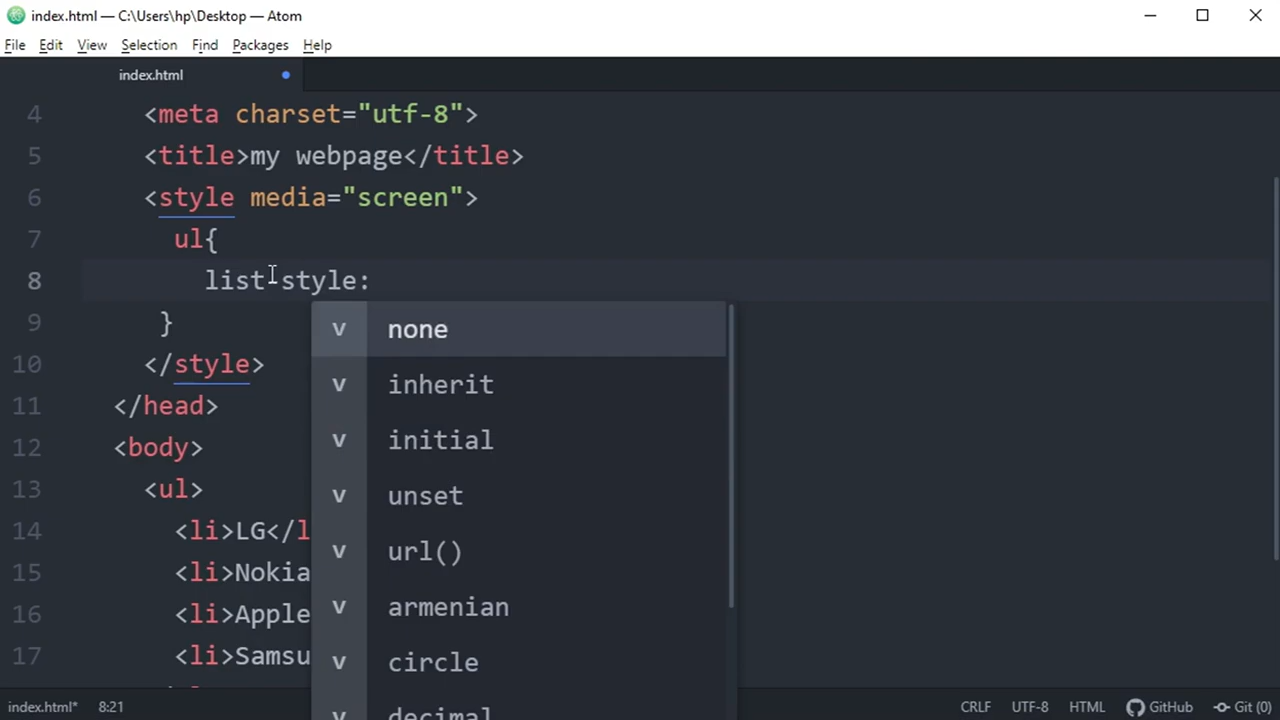 index.html — C:\Users\hp\Desktop — Atom
File Edit View Selection Find Packages Help
index.html
4 <meta charset="utf-8">
5 <title>my webpage</title>
6 <style media="screen">
7 ul{
8 list-style:
9 }
10 </style>
11 </head>
12 <body>
13 <ul>
14 <li>LG</l
15 <li>Nokia
16 <li>Apple
17 <li>Samsu
v none
v inherit
v initial
v unset
v url()
v armenian
v circle
decimal
index.html* 8:21 CRLF UTF-8 HTML GitHub Git (0)